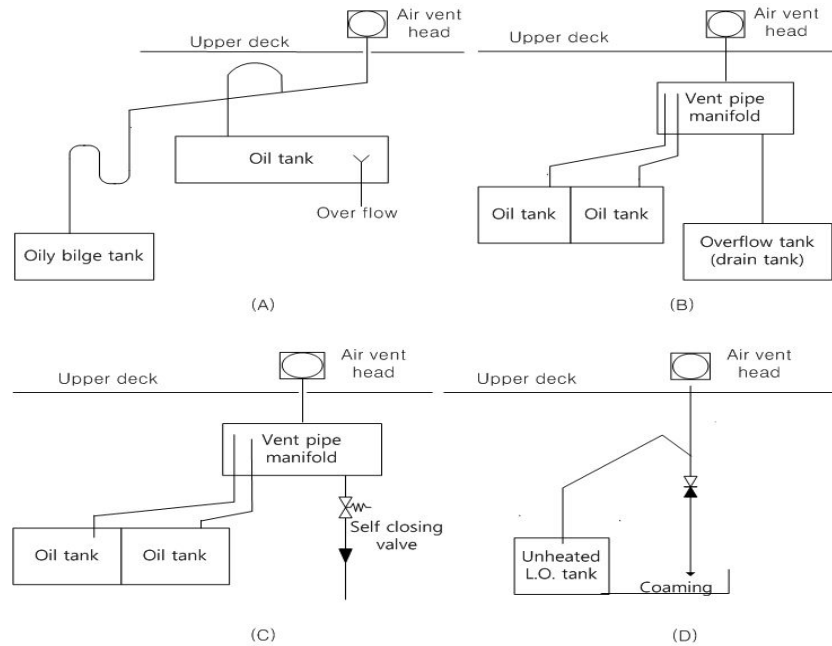 Upper deck
Air vent
head
Oil tank
Over flow
Oily bilge tank
(A)
Upper deck
Air vent
head
Vent pipe
manifold
Oil tank
Oil tank
Overflow tank
(drain tank)
(B)
Upper deck
Air vent
head
Vent pipe
manifold
Self closing
valve
Oil tank
Oil tank
(C)
Upper deck
Air vent
head
Unheated
L.O. tank
Coaming
(D)